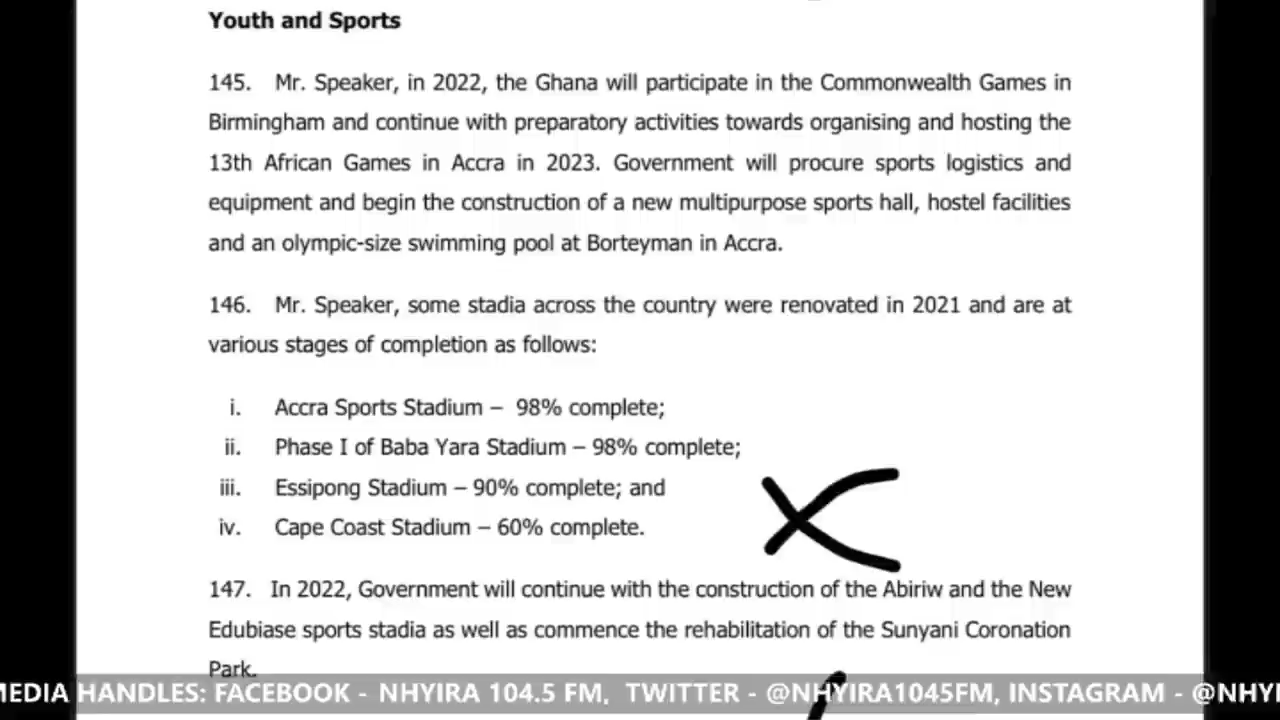 Youth and Sports
145. Mr. Speaker, in 2022, the Ghana will participate in the Commonwealth Games in
Birmingham and continue with preparatory activities towards organising and hosting the
13th African Games in Accra in 2023. Government will procure sports logistics and
equipment and begin the construction of a new multipurpose sports hall, hostel facilities
and an olympic-size swimming pool at Borteyman in Accra.
146. Mr. Speaker, some stadia across the country were renovated in 2021 and are at
various stages of completion as follows:
i. Accra Sports Stadium – 98% complete;
ii. Phase I of Baba Yara Stadium – 98% complete;
iii. Essipong Stadium – 90% complete; and
iv. Cape Coast Stadium – 60% complete.
147. In 2022, Government will continue with the construction of the Abiriw and the New
Edubiase sports stadia as well as commence the rehabilitation of the Sunyani Coronation
Park.
MEDIA HANDLES: FACEBOOK - NHYIRA 104.5 FM, TWITTER - @NHYIRA1045FM, INSTAGRAM - @NHYI